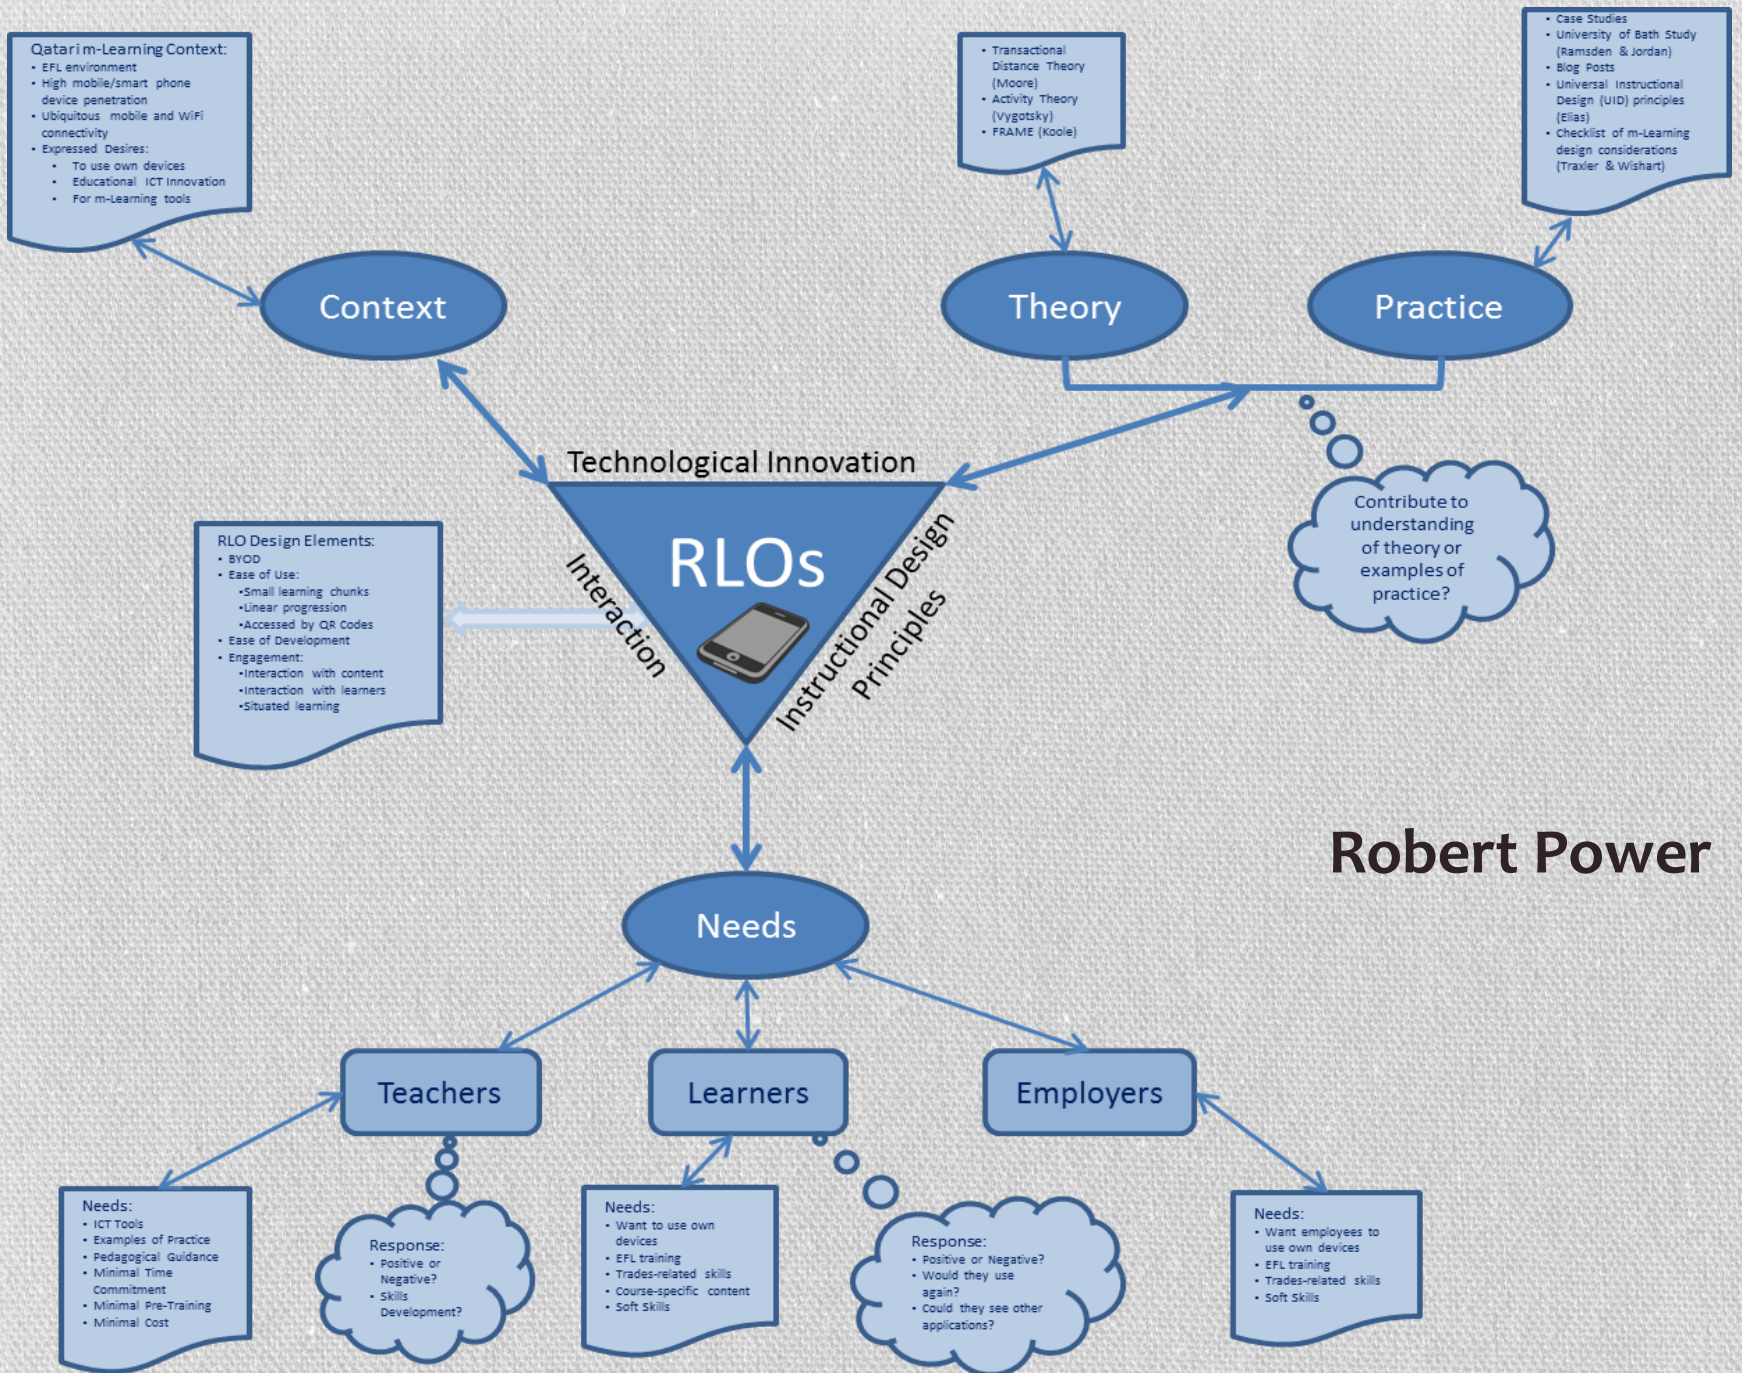 Qatari m-Learning Context:
• EFL environment
• High mobile/smart phone
device penetration
• Ubiquitous mobile and WiFi
connectivity
• Expressed Desires:
• To use own devices
• Educational ICT Innovation
• For m-Learning tools
• Transactional
Distance Theory
(Moore)
• Activity Theory
(Vygotsky)
• FRAME (Koole)
• Case Studies
• University of Bath Study
(Ramsden & Jordan)
• Blog Posts
• Universal Instructional
Design (UID) principles
(Elias)
• Checklist of m-Learning
design considerations
(Traxler & Wishart)
Context
Theory
Practice
Technological Innovation
RLOs
Interaction
Instructional Design
Principles
Contribute to
understanding
of theory or
examples of
practice?
RLO Design Elements:
• BYOD
• Ease of Use:
•Small learning chunks
•Linear progression
•Accessed by QR Codes
• Ease of Development
• Engagement:
•Interaction with content
•Interaction with learners
•Situated learning
Robert Power
Needs
Teachers
Learners
Employers
Needs:
• ICT Tools
• Examples of Practice
• Pedagogical Guidance
• Minimal Time
Commitment
• Minimal Pre-Training
• Minimal Cost
Response:
• Positive or
Negative?
• Skills
Development?
Needs:
• Want to use own
devices
• EFL training
• Trades-related skills
• Course-specific content
• Soft Skills
Response:
• Positive or Negative?
• Would they use
again?
• Could they see other
applications?
Needs:
• Want employees to
use own devices
• EFL training
• Trades-related skills
• Soft Skills